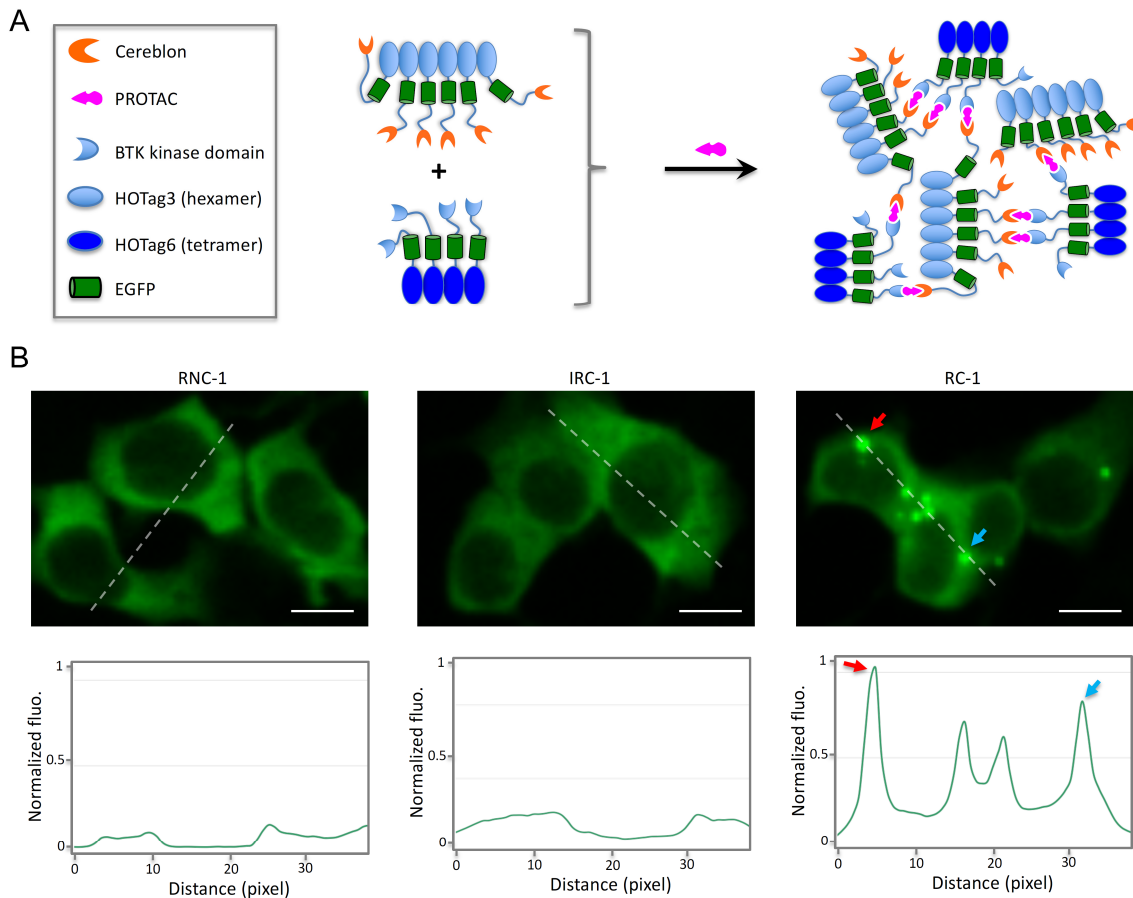 A
Cereblon
PROTAC
BTK kinase domain
HOTag3 (hexamer)
HOTag6 (tetramer)
EGFP
+
B
RNC-1
IRC-1
RC-1
Normalized fluo.
1
0.5
0
0
10
20
30
Distance (pixel)
Normalized fluo.
1
0.5
0
0
10
20
30
Distance (pixel)
Normalized fluo.
1
0.5
0
0
10
20
30
Distance (pixel)